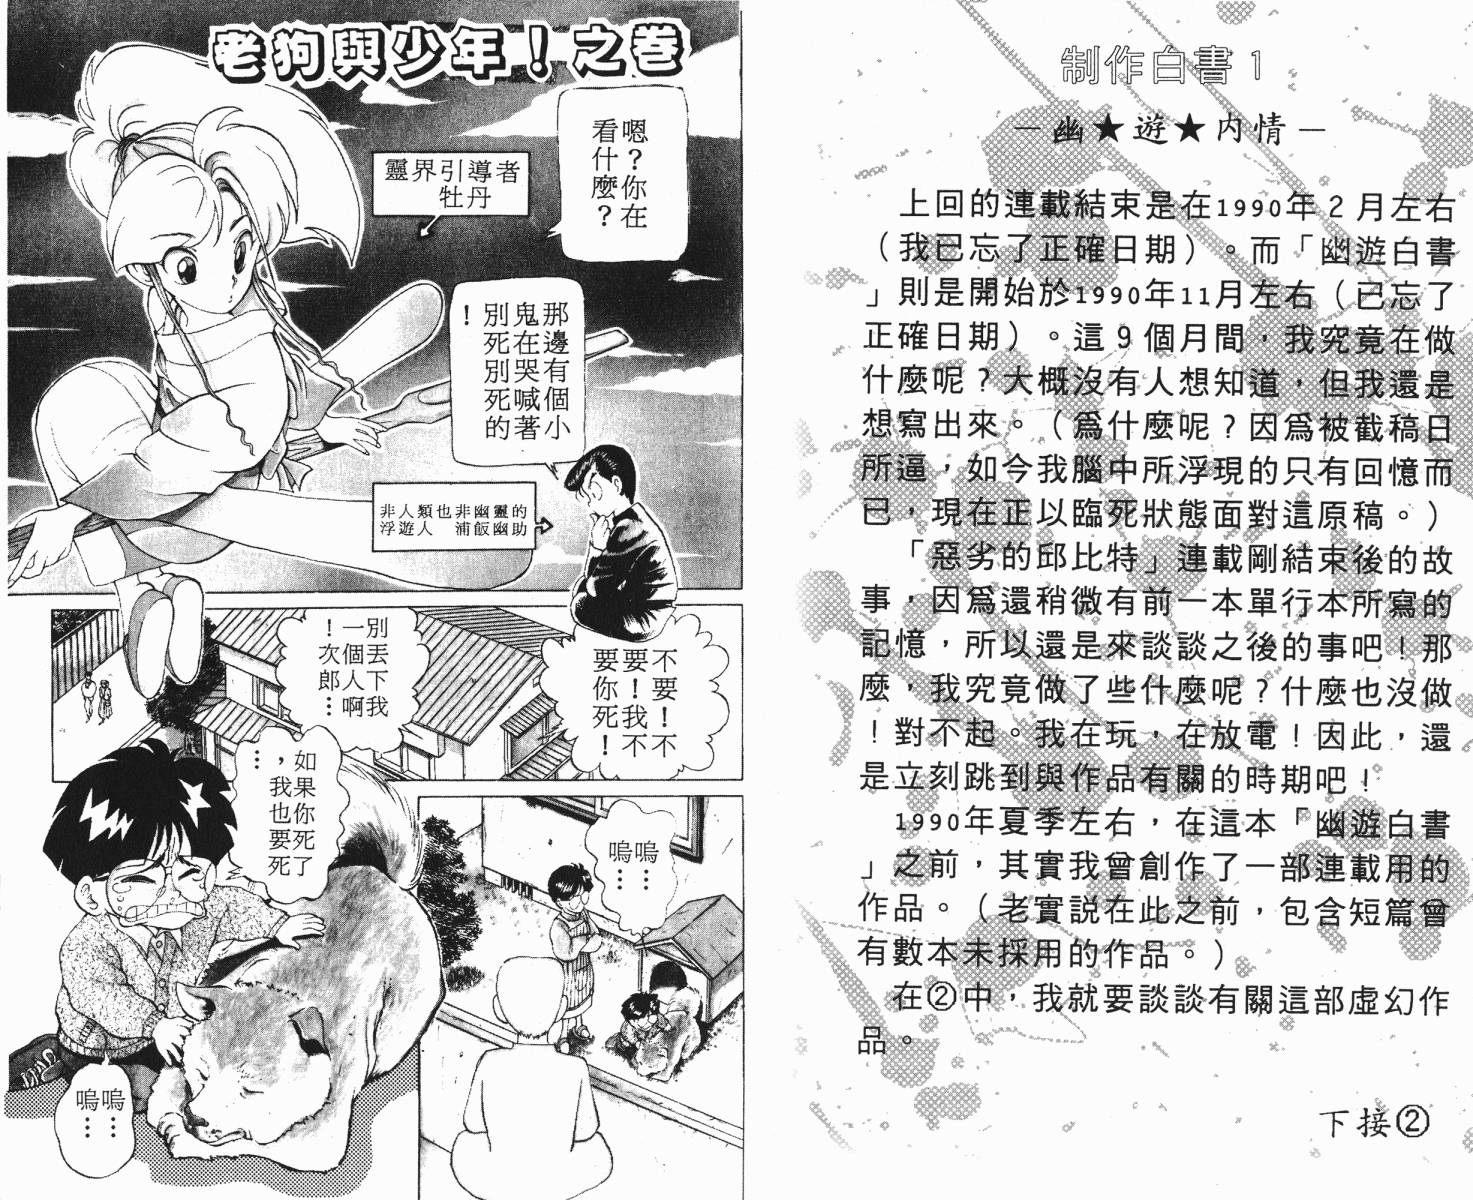 制作白書1
－幽★遊★内情－
上回的連載結束是在1990年2月左右
（我已忘了正確日期）。而「幽遊白書
」則是開始於1990年11月左右（已忘了
正確日期）。這9個月間，我究竟在做
什麼呢？大概沒有人想知道，但我還是
想寫出來。（爲什麼呢？因爲被截稿日
所逼，如今我腦中所浮現的只有回憶而
已，現在正以臨死狀態面對這原稿。）
「惡劣的邱比特」連載剛結束後的故
事，因爲還稍微有前一本單行本所寫的
記憶，所以還是來談談之後的事吧！那
麼，我究竟做了些什麼呢？什麼也沒做
！對不起。我在玩，在放電！因此，還
是立刻跳到與作品有關的時期吧！
1990年夏季左右，在這本「幽遊白書
」之前，其實我曾創作了一部連載用的
作品。（老實說在此之前，包含短篇曾
有數本未採用的作品。）
在②中，我就要談談有關這部虛幻作
品。
下接②
老狗與少年！之卷
嗯？你在
看什麼？
靈界引導者
牡丹
那邊有個小
鬼在哭喊著
別死別死的
！
非人類也非幽靈的
浮遊人　浦飯幽助
不要！不
要！我不
要你死！
別丟下我
一個人啊
！次郎…
如果你死了
，我也要死
…
嗚嗚
……
嗚嗚
……